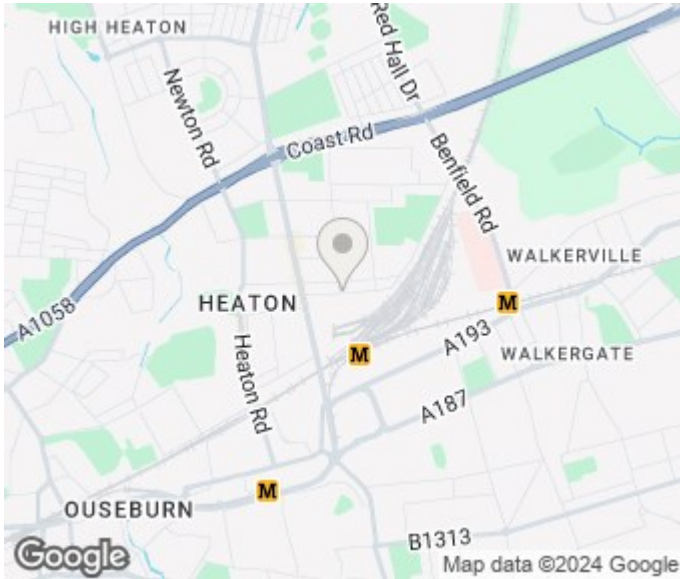 HIGH HEATON
Red Hall Dr
Newton Rd
Coast Rd
Benfield Rd
WALKERVILLE
HEATON
M
A1058
M
A193
WALKERGATE
Heaton Rd
A187
M
OUSEBURN
B1313
Google
Map data ©2024 Google